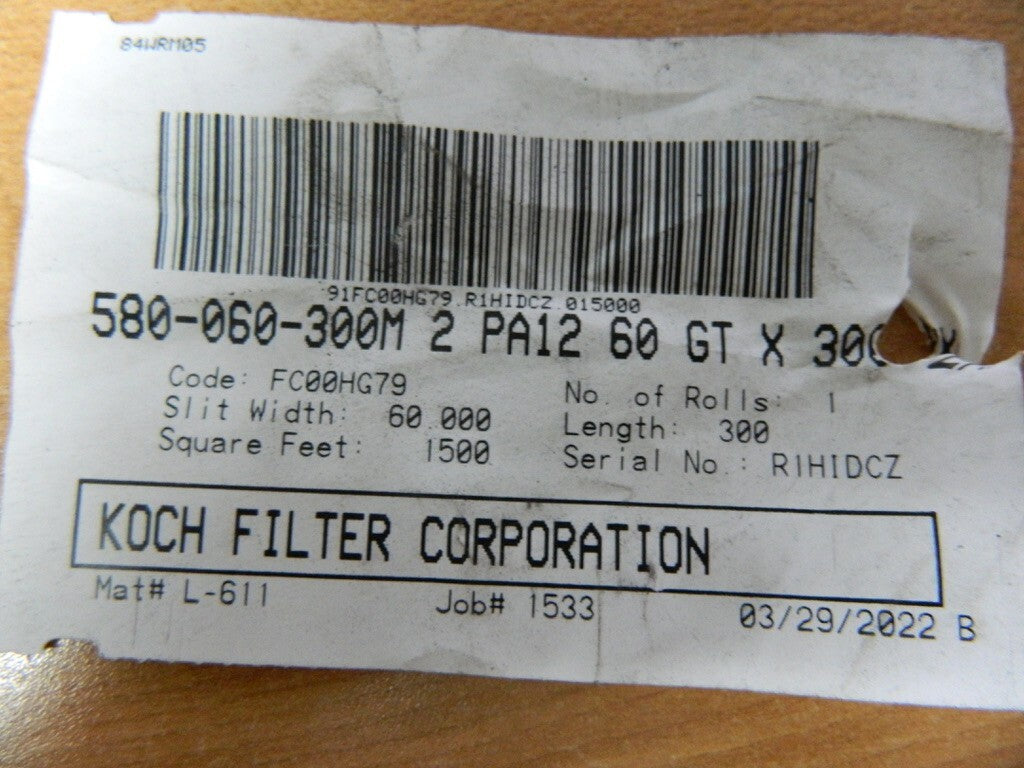 84WRM05
91FC00HG79.R1HIDCZ.015000
580-060-300M 2 PA12 60 GT X
Code: FC00HG79 No. of Rolls: 1
Slit Width: 60.000 Length: 300
Square Feet: 1500 Serial No.: R1HIDCZ
KOCH FILTER CORPORATION
Mat# L-611 Job# 1533 03/29/2022 B